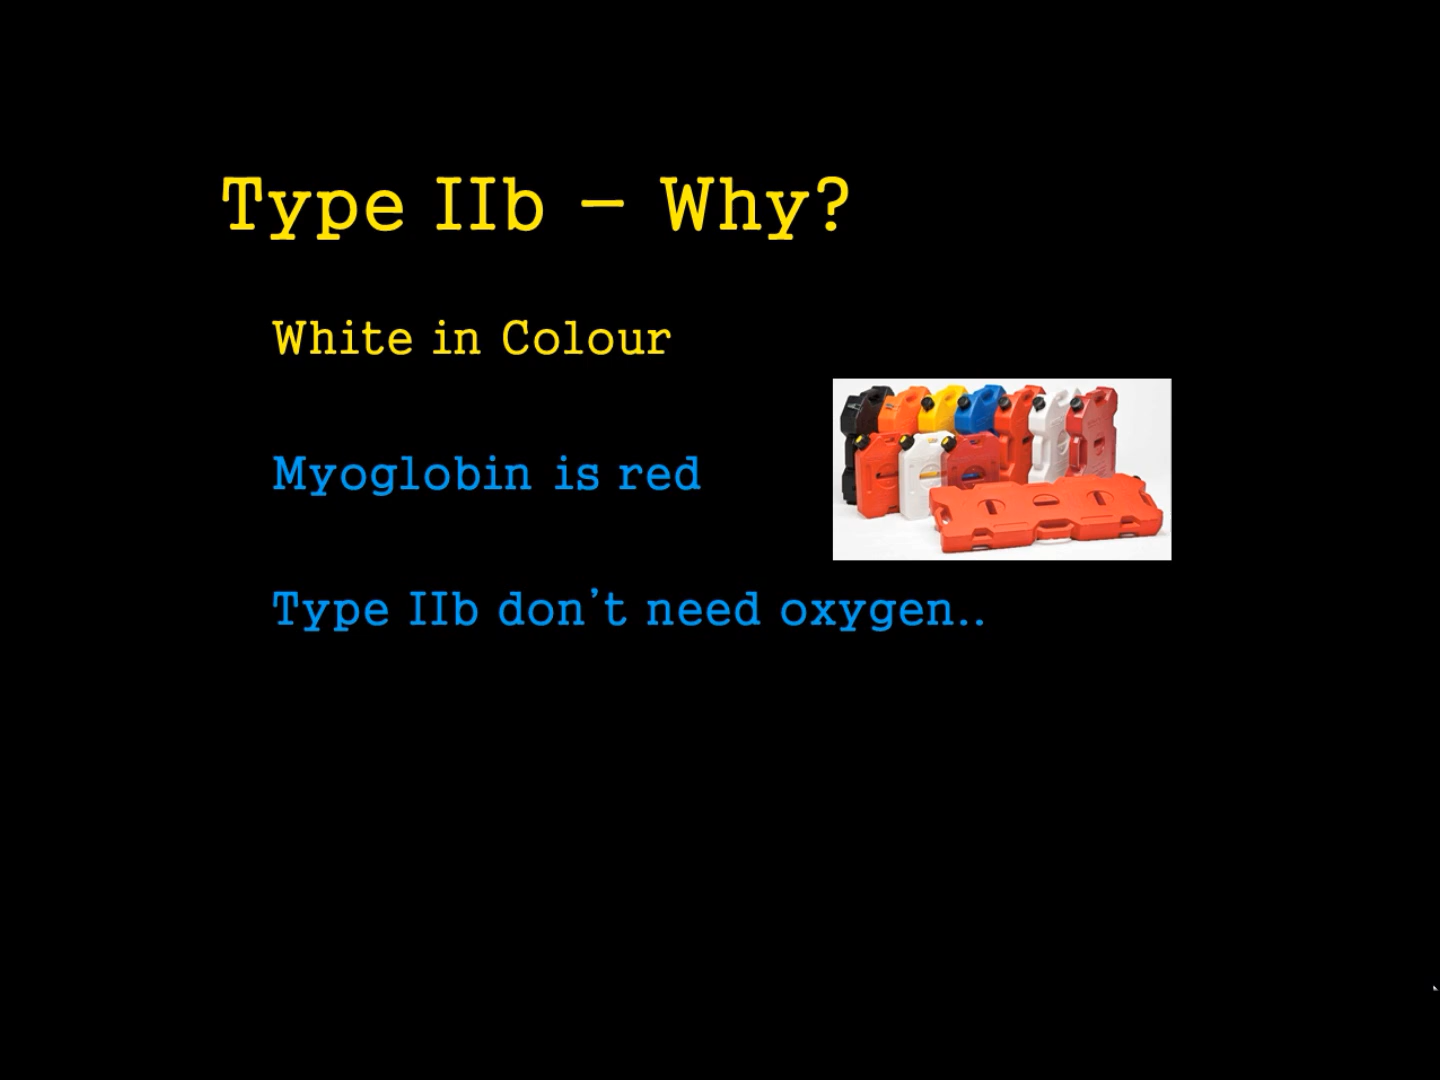 Type IIb – Why?
White in Colour
Myoglobin is red
Type IIb don't need oxygen..